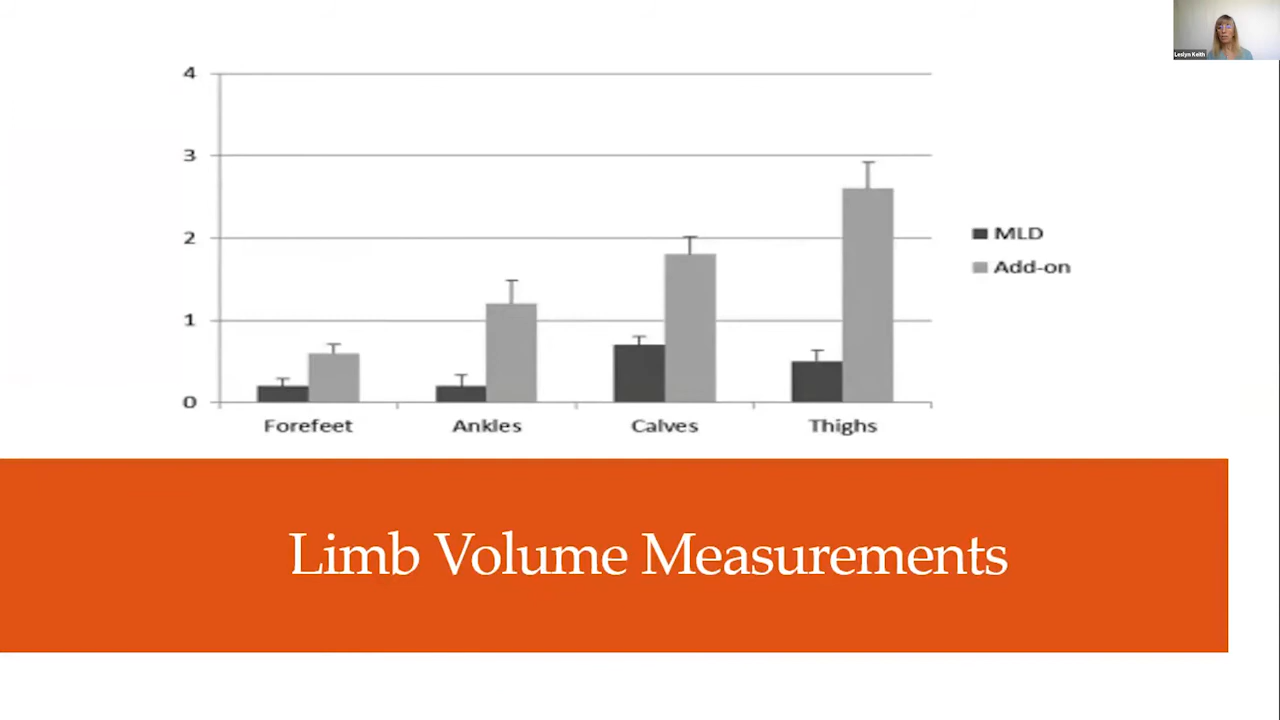 Leslyn Keith
4
3
2
1
0
Forefeet Ankles Calves Thighs
MLD
Add-on
Limb Volume Measurements